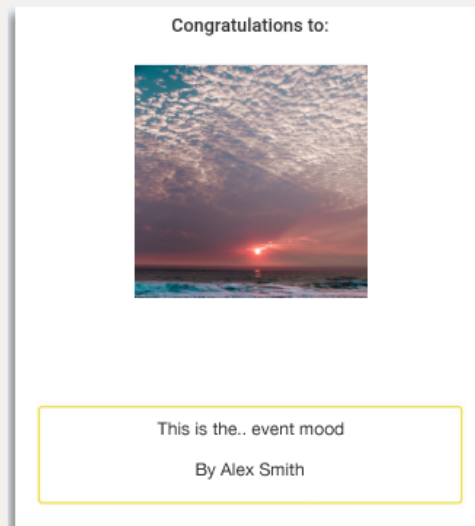 Congratulations to:
This is the.. event mood
By Alex Smith